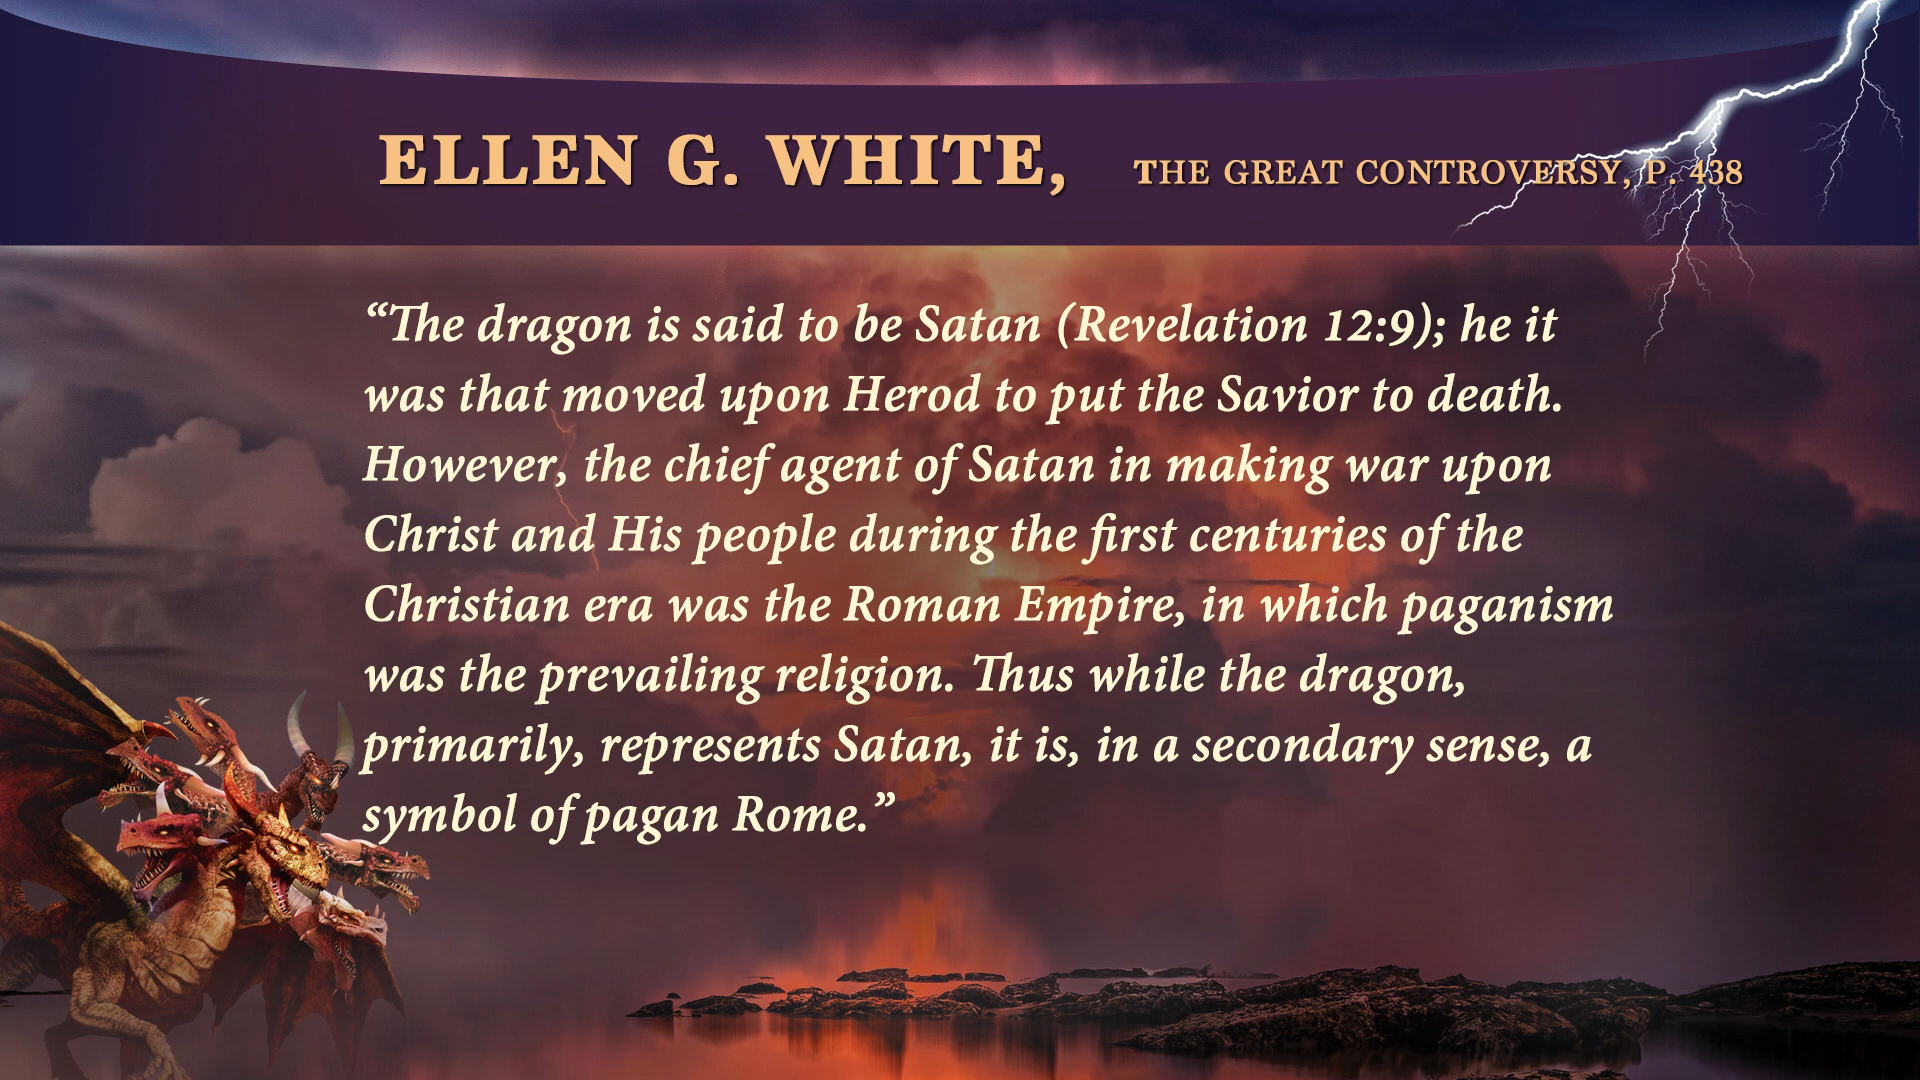 ELLEN G. WHITE, THE GREAT CONTROVERSY, P. 438
“The dragon is said to be Satan (Revelation 12:9); he it
was that moved upon Herod to put the Savior to death.
However, the chief agent of Satan in making war upon
Christ and His people during the first centuries of the
Christian era was the Roman Empire, in which paganism
was the prevailing religion. Thus while the dragon,
primarily, represents Satan, it is, in a secondary sense, a
symbol of pagan Rome.”